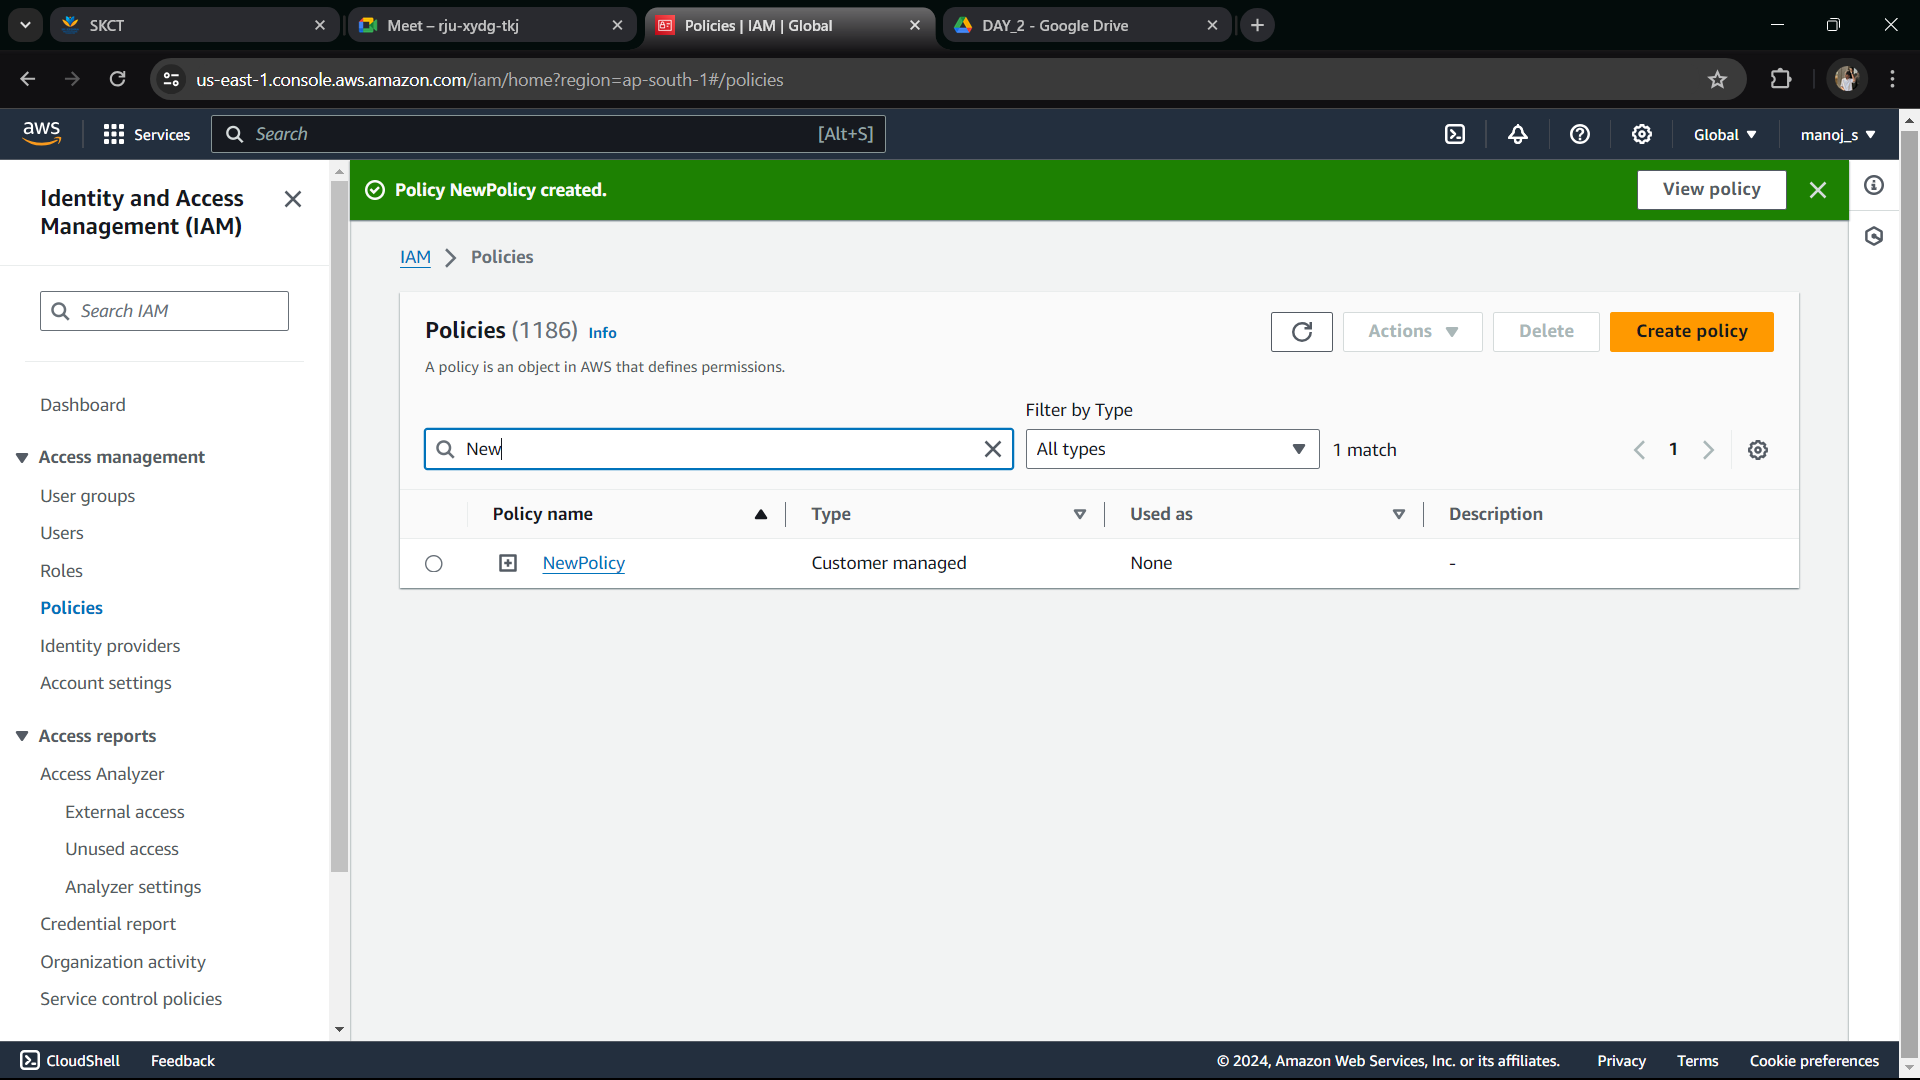 SKCT
Meet – rju-xydg-tkj
Policies | IAM | Global
DAY_2 - Google Drive
us-east-1.console.aws.amazon.com/iam/home?region=ap-south-1#/policies
aws
Services
Search
[Alt+S]
Global
manoj_s
Identity and Access
Management (IAM)
Search IAM
Dashboard
Access management
User groups
Users
Roles
Policies
Identity providers
Account settings
Access reports
Access Analyzer
External access
Unused access
Analyzer settings
Credential report
Organization activity
Service control policies
Policy NewPolicy created.
View policy
IAM
Policies
Policies (1186) Info
Actions
Delete
Create policy
A policy is an object in AWS that defines permissions.
Filter by Type
New
All types
1 match
1
Policy name
Type
Used as
Description
NewPolicy
Customer managed
None
-
CloudShell
Feedback
© 2024, Amazon Web Services, Inc. or its affiliates.
Privacy
Terms
Cookie preferences